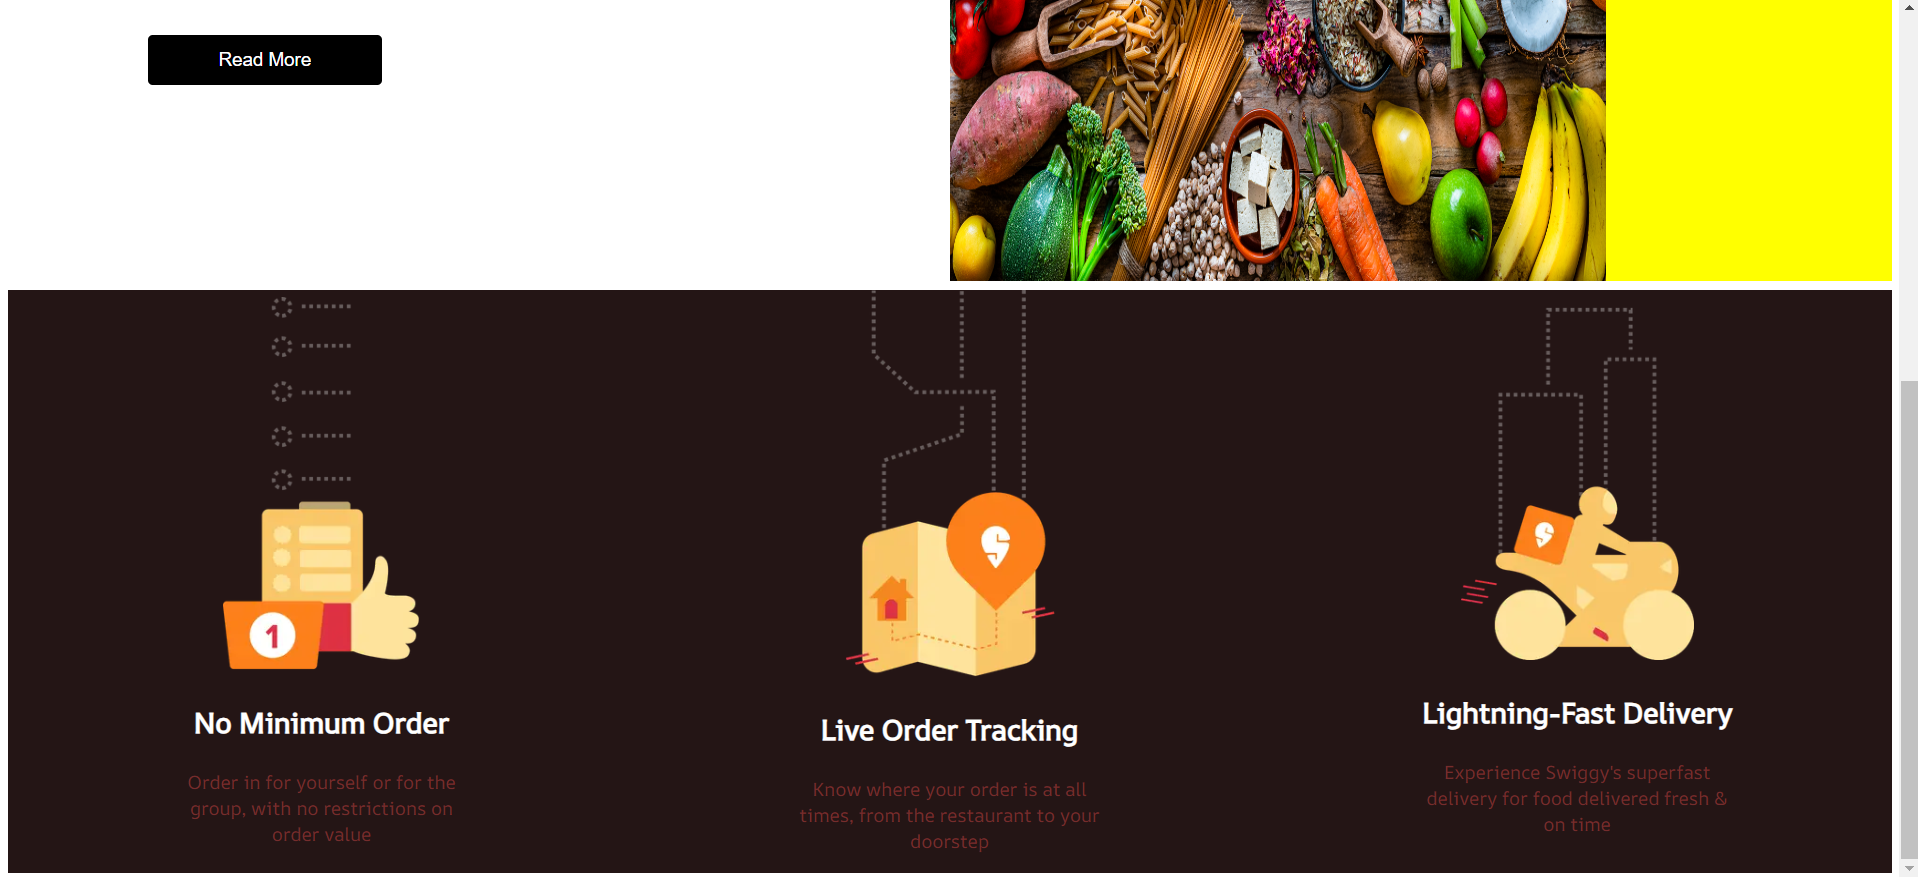 Read More
1
No Minimum Order
Order in for yourself or for the
group, with no restrictions on
order value
Live Order Tracking
Know where your order is at all
times, from the restaurant to your
doorstep
Lightning-Fast Delivery
Experience Swiggy's superfast
delivery for food delivered fresh &
on time